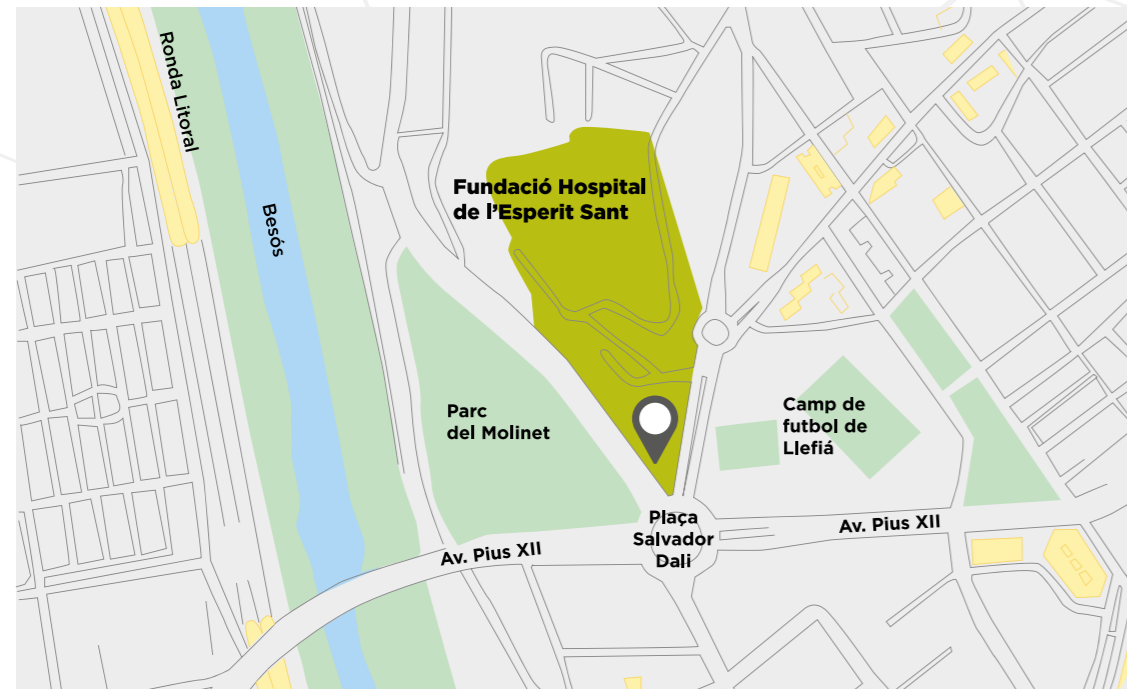 Ronda Litoral
Besós
Fundació Hospital
de l'Esperit Sant
Parc
del Molinet
Camp de
futbol de
Llefiá
Plaça
Salvador
Dali
Av. Pius XII
Av. Pius XII